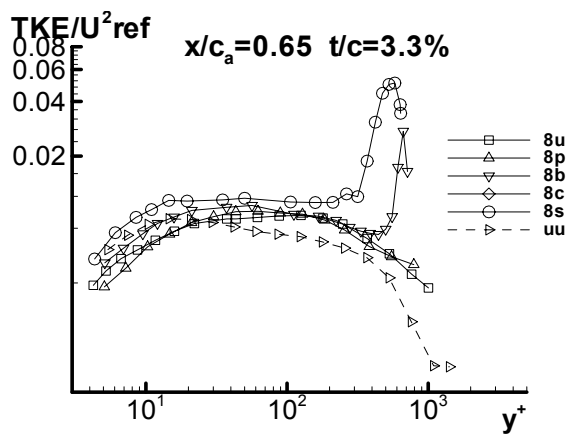 TKE/U²ref
x/cₐ=0.65 t/c=3.3%
0.08
0.06
0.04
0.02
8u
8p
8b
8c
8s
uu
10¹
10²
10³
y⁺